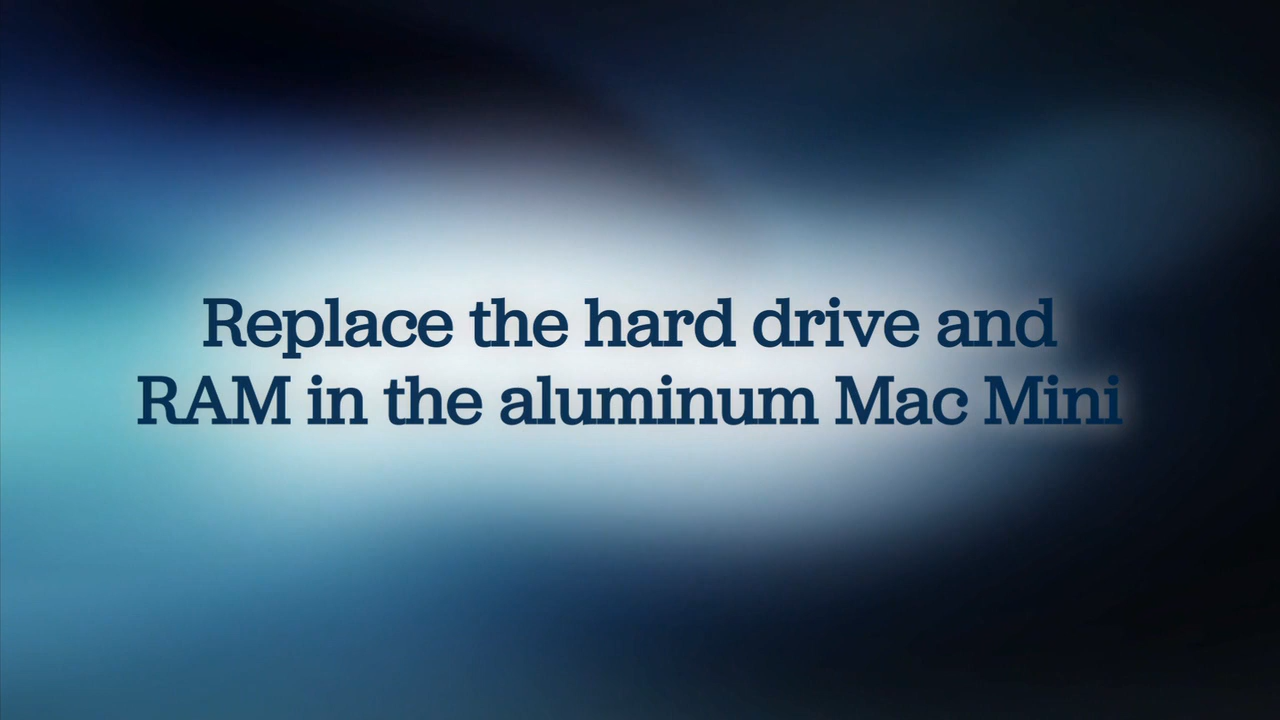 Replace the hard drive and
RAM in the aluminum Mac Mini